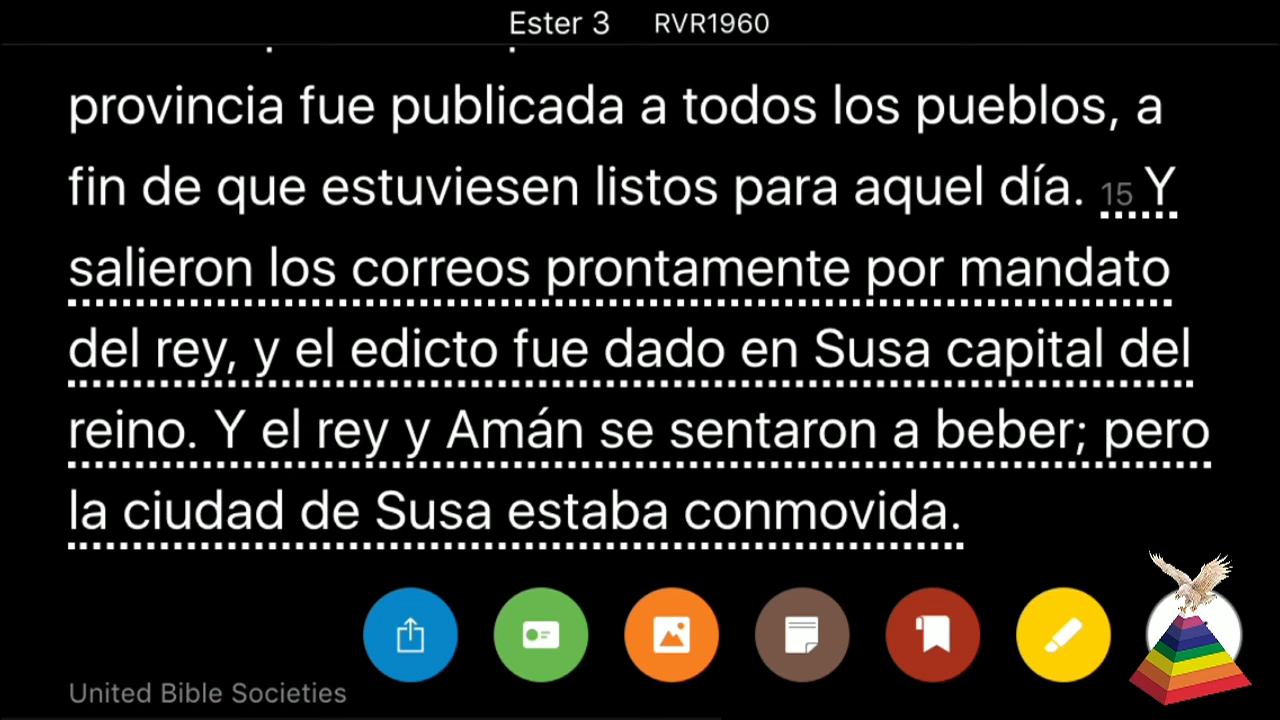 Ester 3 RVR1960
provincia fue publicada a todos los pueblos, a
fin de que estuviesen listos para aquel día. 15 Y
salieron los correos prontamente por mandato
del rey, y el edicto fue dado en Susa capital del
reino. Y el rey y Amán se sentaron a beber; pero
la ciudad de Susa estaba conmovida.
United Bible Societies